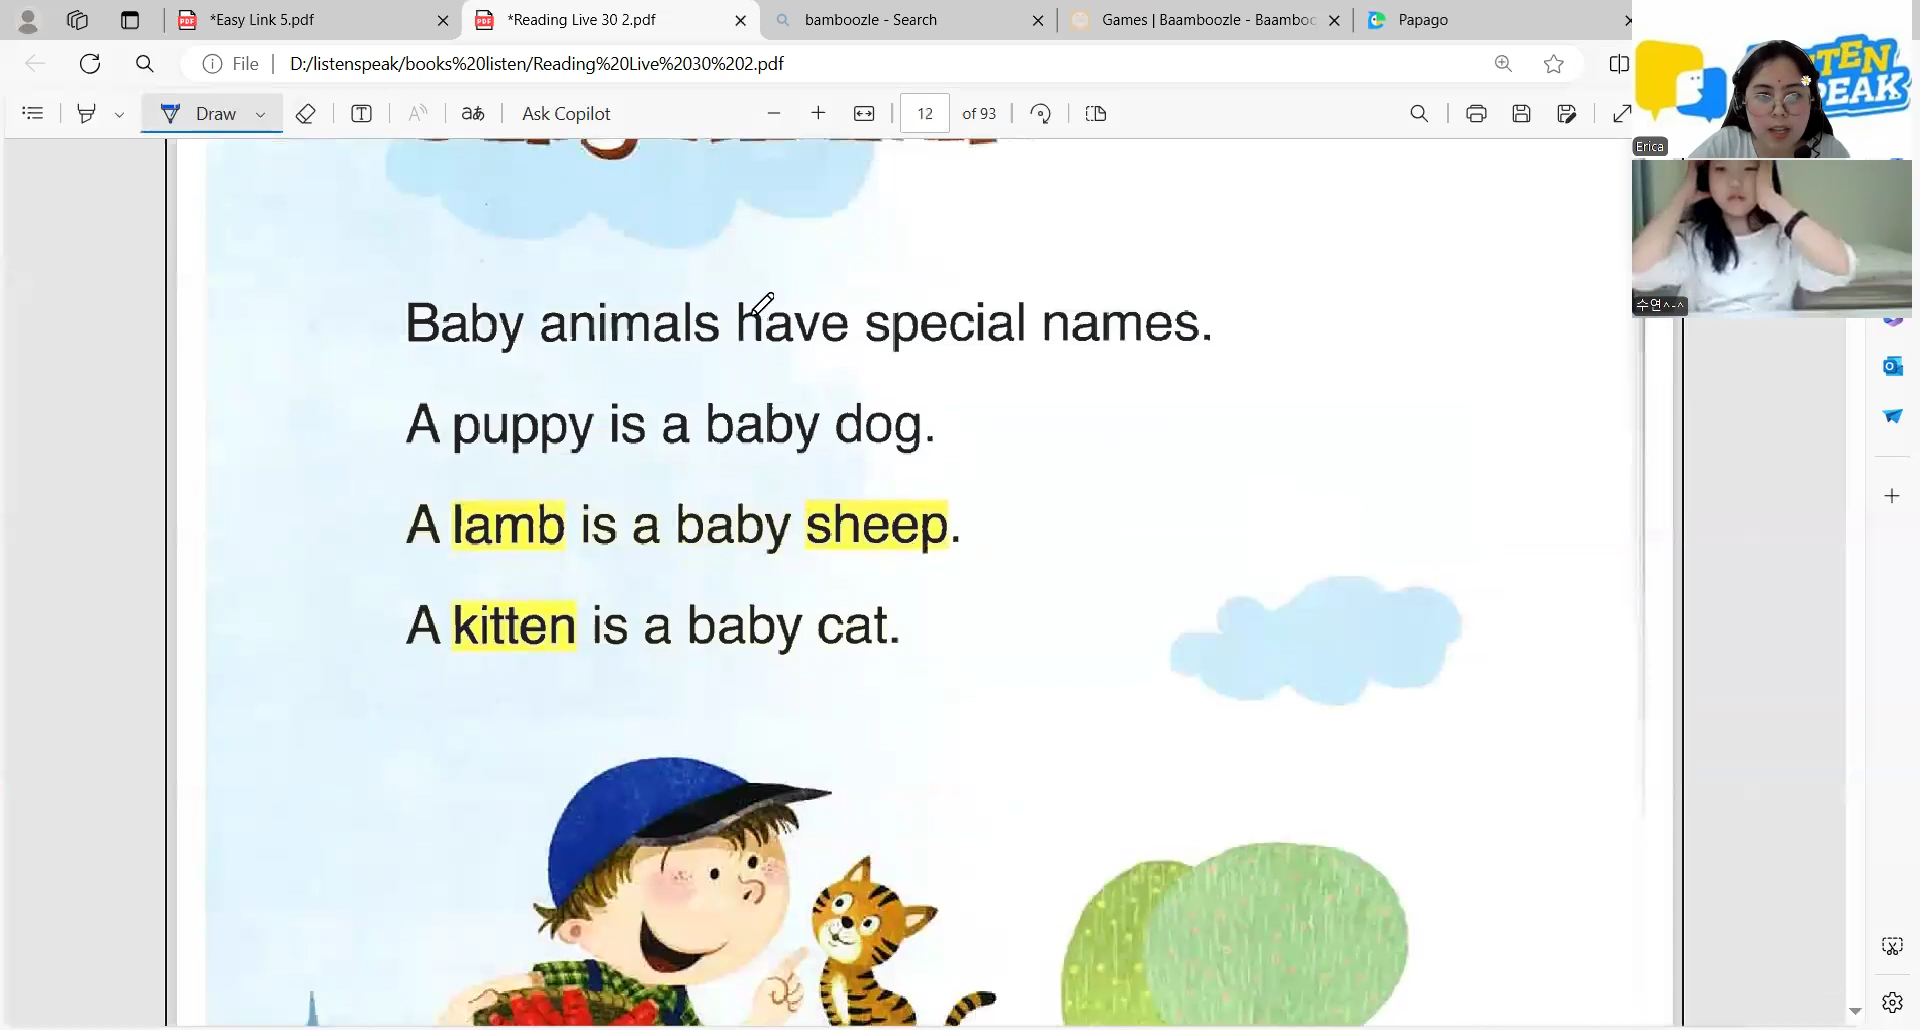 *Easy Link 5.pdf
*Reading Live 30 2.pdf
bamboozle - Search
Games | Baamboozle - Baamboo
Papago
File
D:/listenspeak/books%20listen/Reading%20Live%2030%202.pdf
Draw
Ask Copilot
12
of 93
LISTEN
SPEAK
Erica
수연^-^
Baby animals have special names.
A puppy is a baby dog.
A lamb is a baby sheep.
A kitten is a baby cat.